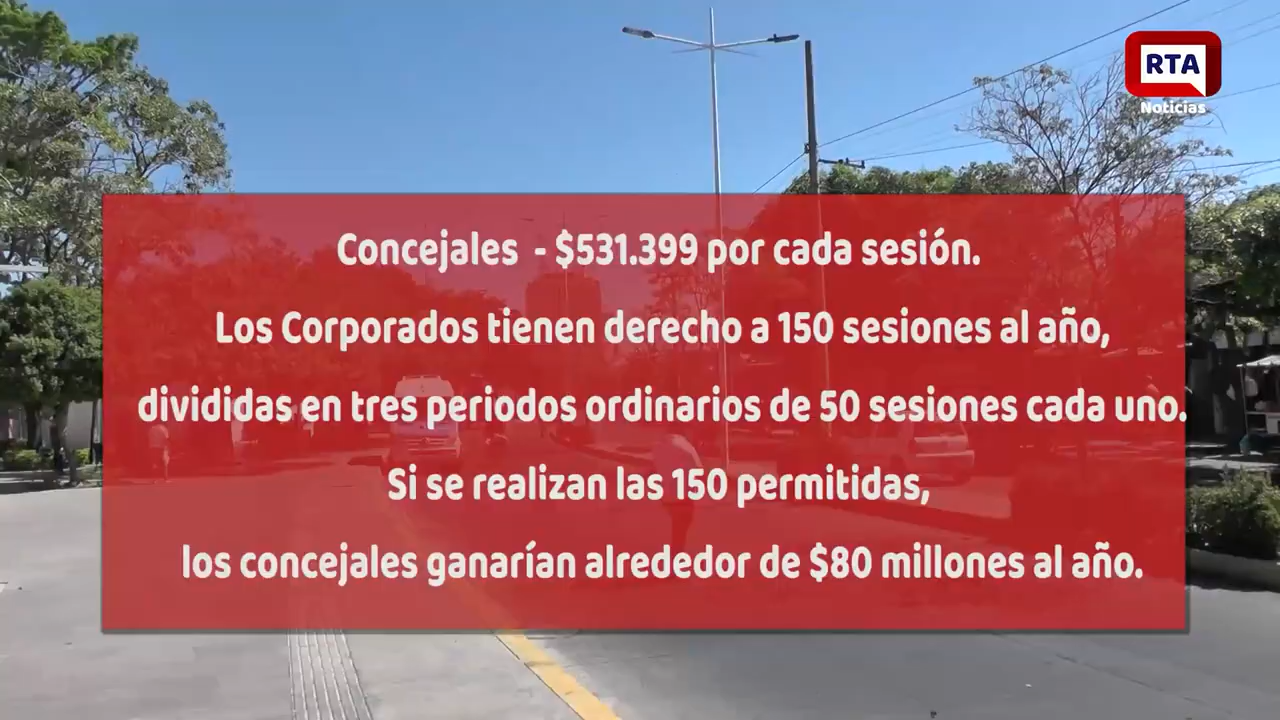 RTA
Noticias
Concejales - $531.399 por cada sesión.
Los Corporados tienen derecho a 150 sesiones al año,
divididas en tres periodos ordinarios de 50 sesiones cada uno.
Si se realizan las 150 permitidas,
los concejales ganarían alrededor de $80 millones al año.